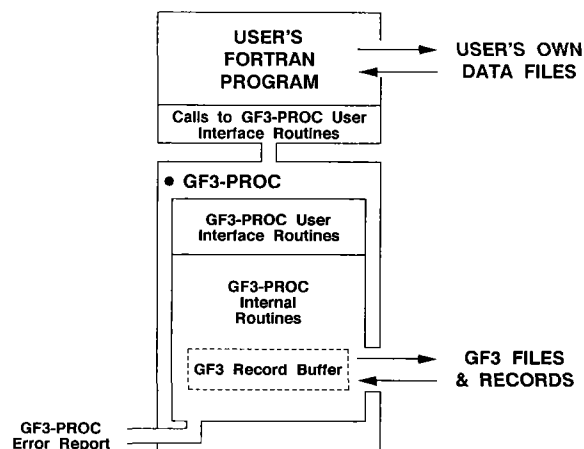 USER'S
FORTRAN
PROGRAM
USER'S OWN
DATA FILES
Calls to GF3-PROC User
Interface Routines
• GF3-PROC
GF3-PROC User
Interface Routines
GF3-PROC
Internal
Routines
GF3 Record Buffer
GF3 FILES
& RECORDS
GF3-PROC
Error Report